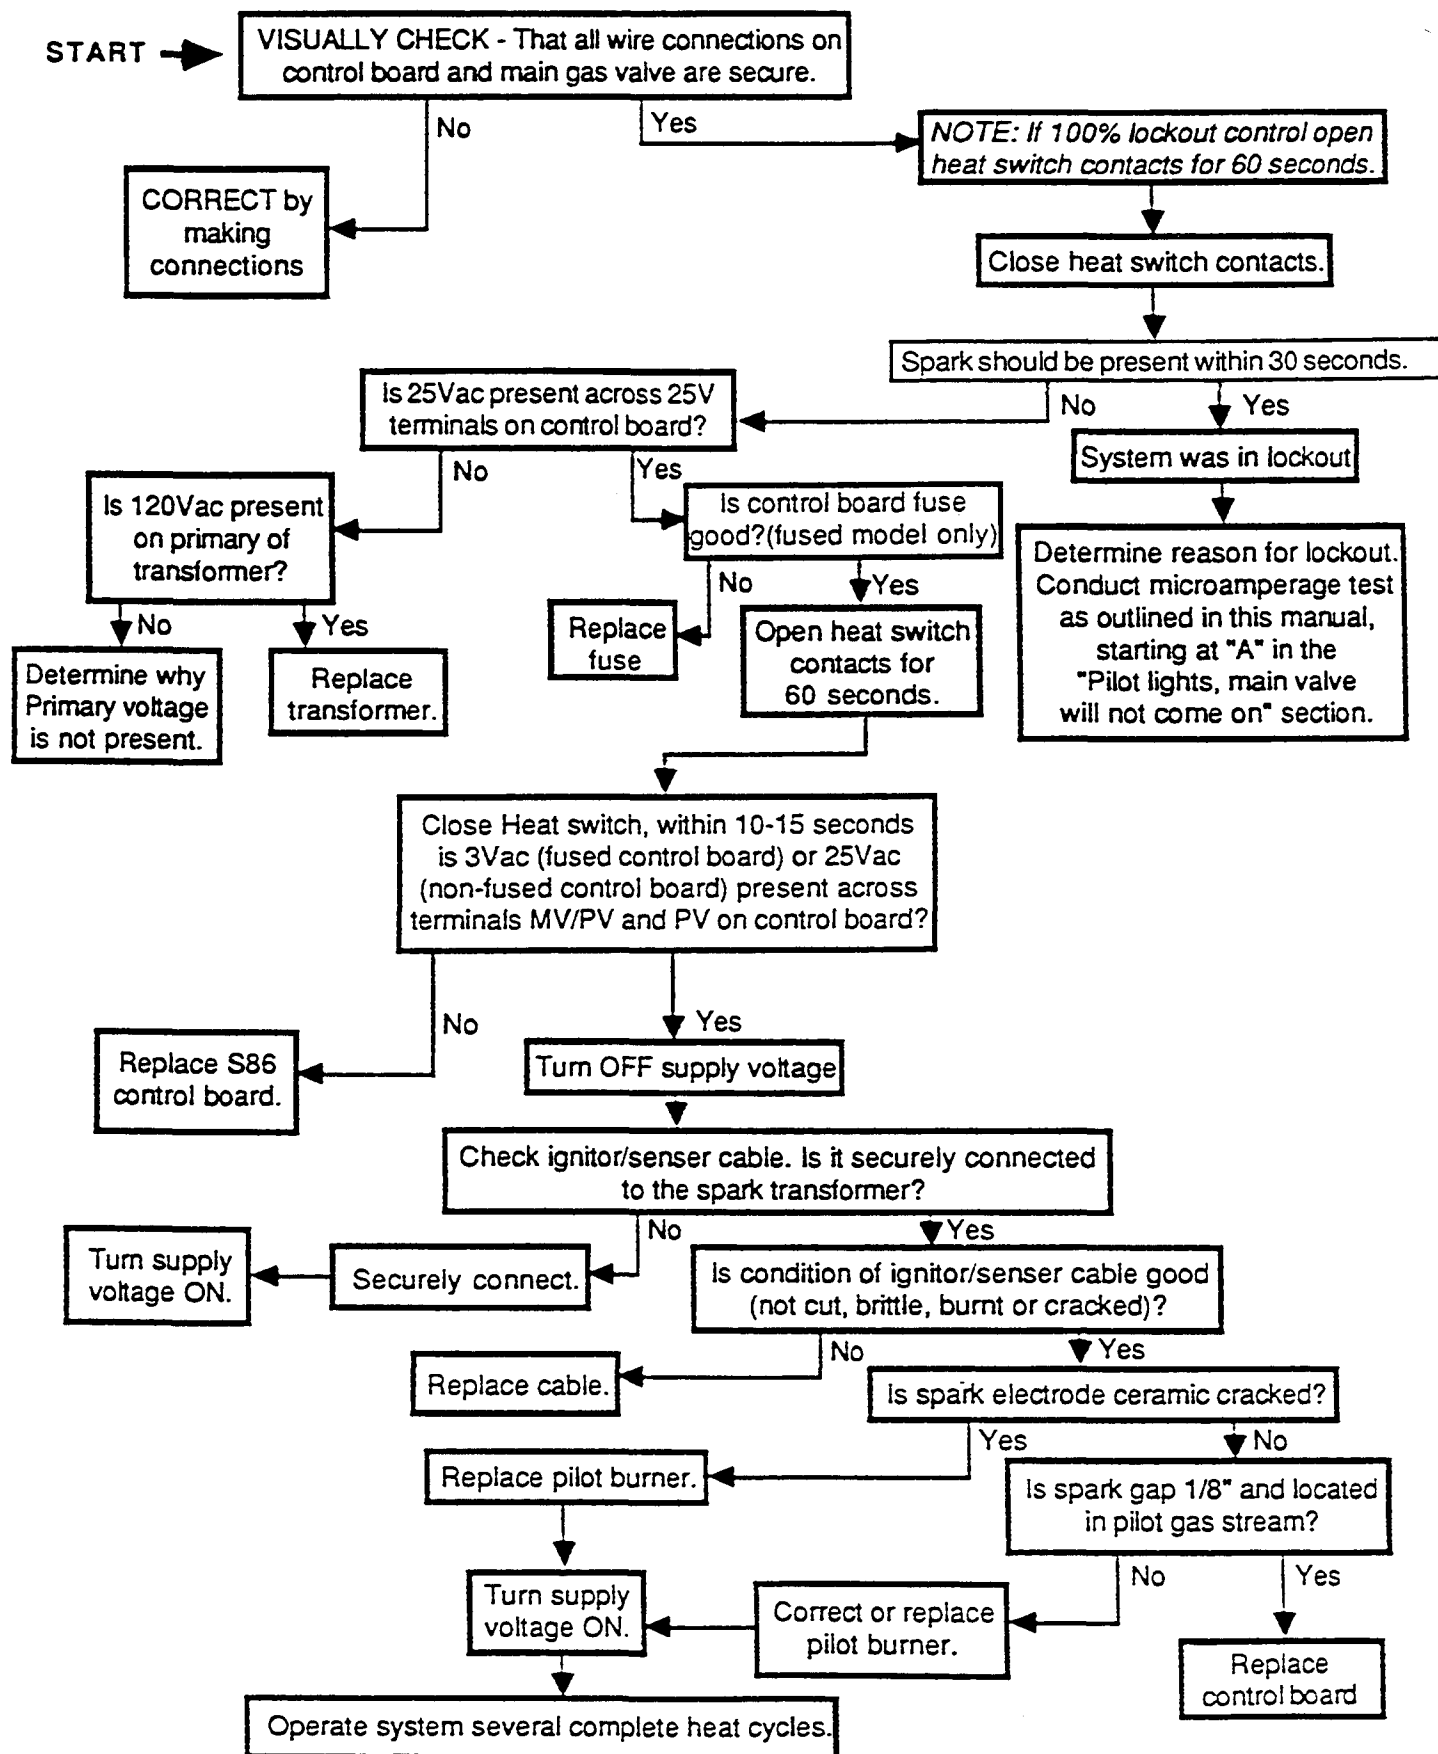 START
VISUALLY CHECK - That all wire connections on
control board and main gas valve are secure.
No
Yes
NOTE: If 100% lockout control open
heat switch contacts for 60 seconds.
CORRECT by
making
connections
Close heat switch contacts.
Spark should be present within 30 seconds.
No
Yes
Is 25Vac present across 25V
terminals on control board?
System was in lockout
No
Yes
Is 120Vac present
on primary of
transformer?
Is control board fuse
good?(fused model only)
Determine reason for lockout.
Conduct microamperage test
as outlined in this manual,
starting at "A" in the
"Pilot lights, main valve
will not come on" section.
No
Yes
No
Yes
Replace
fuse
Open heat switch
contacts for
60 seconds.
Determine why
Primary voltage
is not present.
Replace
transformer.
Close Heat switch, within 10-15 seconds
is 3Vac (fused control board) or 25Vac
(non-fused control board) present across
terminals MV/PV and PV on control board?
No
Yes
Replace S86
control board.
Turn OFF supply voltage
Check ignitor/senser cable. Is it securely connected
to the spark transformer?
No
Yes
Turn supply
voltage ON.
Securely connect.
Is condition of ignitor/senser cable good
(not cut, brittle, burnt or cracked)?
No
Yes
Replace cable.
Is spark electrode ceramic cracked?
Yes
No
Replace pilot burner.
Is spark gap 1/8" and located
in pilot gas stream?
No
Yes
Turn supply
voltage ON.
Correct or replace
pilot burner.
Replace
control board
Operate system several complete heat cycles.